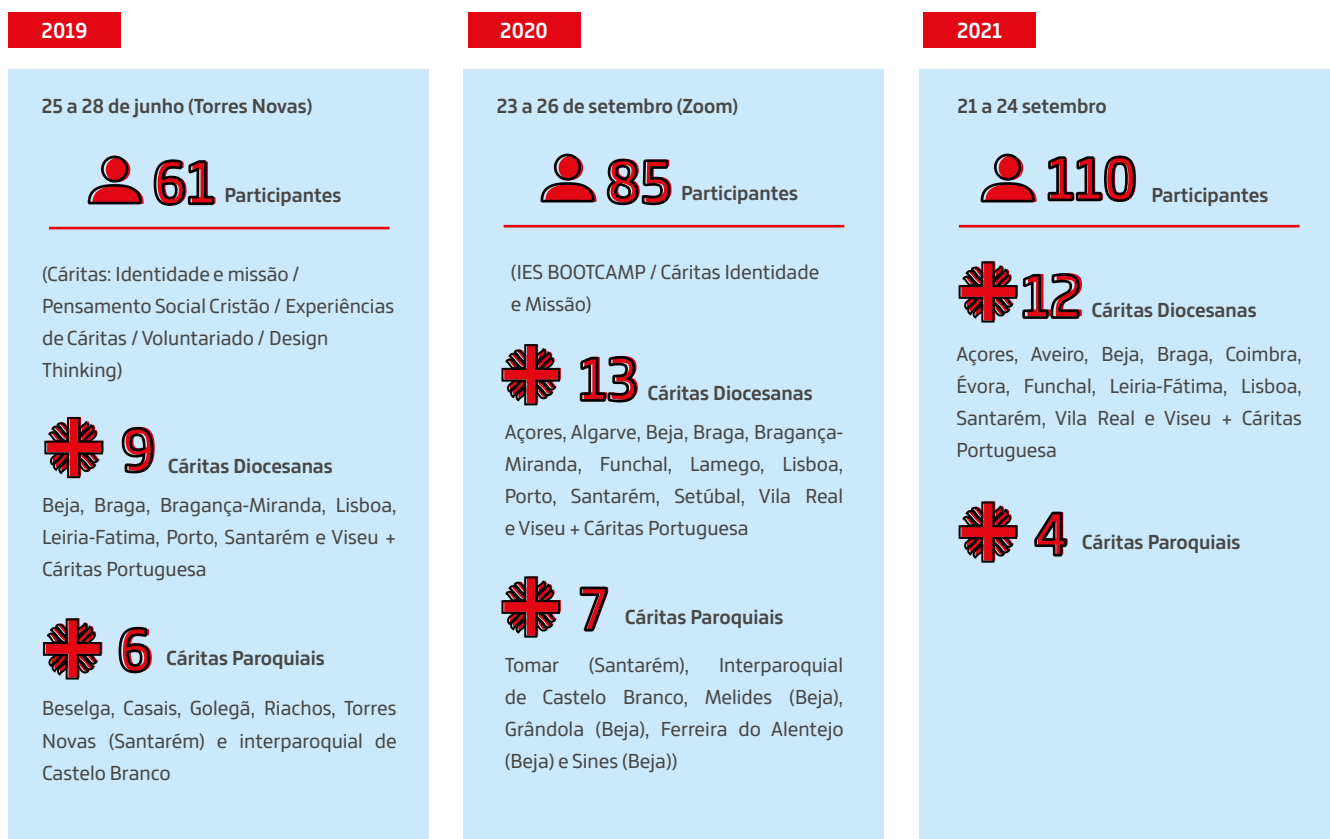 2019
25 a 28 de junho (Torres Novas)
61 Participantes
(Cáritas: Identidade e missão /
Pensamento Social Cristão / Experiências
de Cáritas / Voluntariado / Design
Thinking)
9 Cáritas Diocesanas
Beja, Braga, Bragança-Miranda, Lisboa,
Leiria-Fatima, Porto, Santarém e Viseu +
Cáritas Portuguesa
6 Cáritas Paroquiais
Beselga, Casais, Golegã, Riachos, Torres
Novas (Santarém) e interparoquial de
Castelo Branco
2020
23 a 26 de setembro (Zoom)
85 Participantes
(IES BOOTCAMP / Cáritas Identidade
e Missão)
13 Cáritas Diocesanas
Açores, Algarve, Beja, Braga, Bragança-
Miranda, Funchal, Lamego, Lisboa,
Porto, Santarém, Setúbal, Vila Real
e Viseu + Cáritas Portuguesa
7 Cáritas Paroquiais
Tomar (Santarém), Interparoquial
de Castelo Branco, Melides (Beja),
Grândola (Beja), Ferreira do Alentejo
(Beja) e Sines (Beja))
2021
21 a 24 setembro
110 Participantes
12 Cáritas Diocesanas
Açores, Aveiro, Beja, Braga, Coimbra,
Évora, Funchal, Leiria-Fátima, Lisboa,
Santarém, Vila Real e Viseu + Cáritas
Portuguesa
4 Cáritas Paroquiais